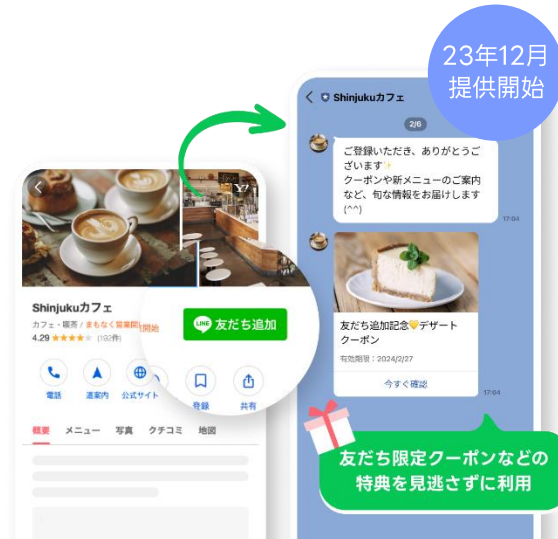 23年12月
提供開始
Shinjukuカフェ
2/6
ご登録いただき、ありがとうご
ざいます✨
クーポンや新メニューのご案内
など、旬な情報をお届けします
(^^)
17:04
友だち追加記念💛デザート
クーポン
有効期限：2024/2/27
今すぐ確認
17:04
友だち限定クーポンなどの
特典を見逃さずに利用
Y!
Shinjukuカフェ
カフェ・喫茶 / まもなく営業開始
4.29 ★★★★★ (192件)
LINE 友だち追加
電話
道案内
公式サイト
登録
共有
概要
メニュー
写真
クチコミ
地図